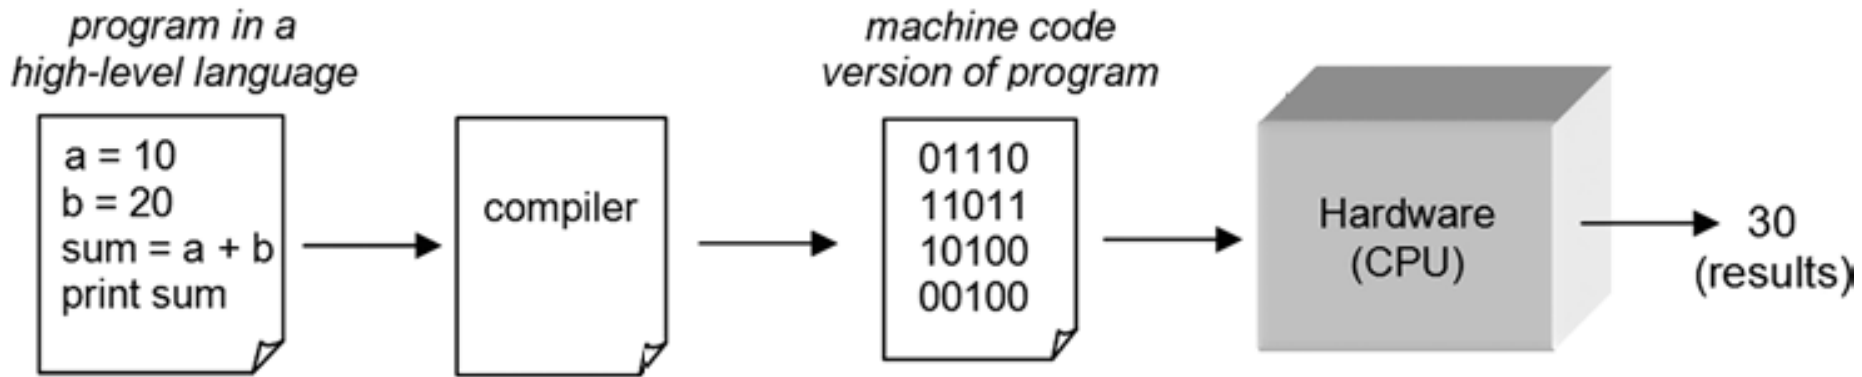 program in a
high-level language
a = 10
b = 20
sum = a + b
print sum
compiler
machine code
version of program
01110
11011
10100
00100
Hardware
(CPU)
30
(results)